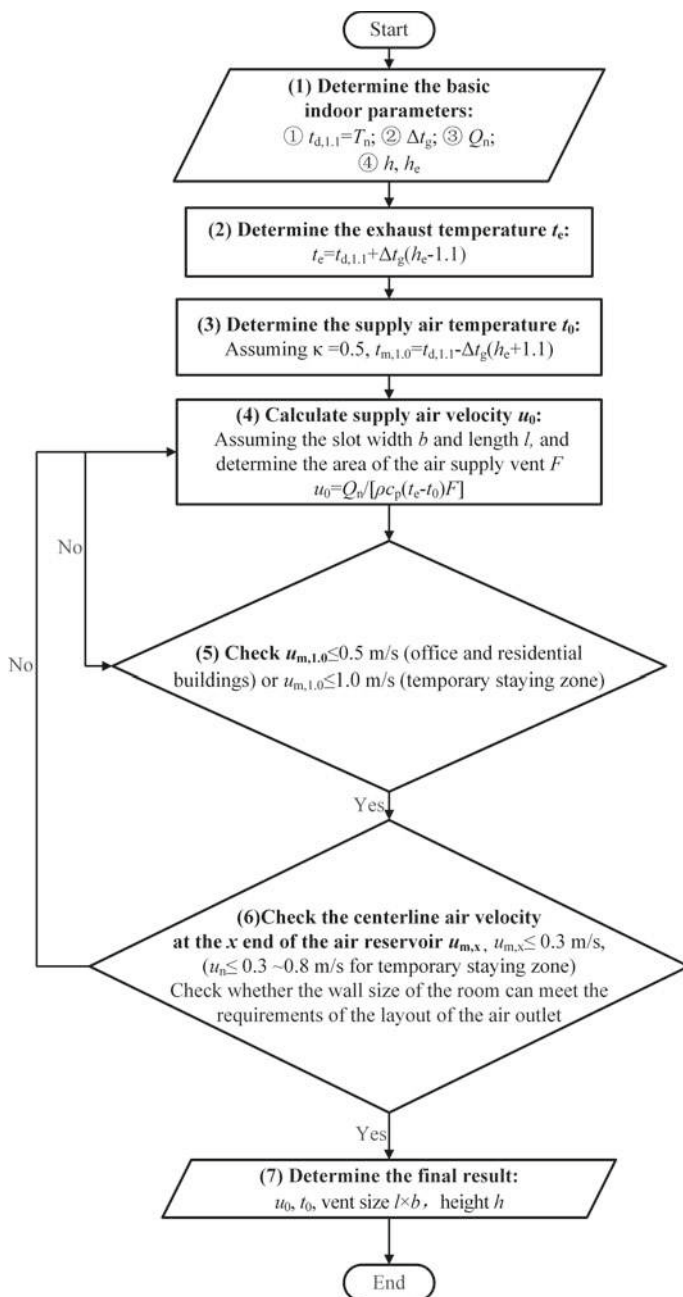 Start
(1) Determine the basic
indoor parameters:
① t_d,1.1=T_n; ② Δt_g; ③ Q_n;
④ h, h_e
(2) Determine the exhaust temperature t_e:
t_e=t_d,1.1+Δt_g(h_e-1.1)
(3) Determine the supply air temperature t_0:
Assuming κ =0.5, t_m,1.0=t_d,1.1-Δt_g(h_e+1.1)
(4) Calculate supply air velocity u_0:
Assuming the slot width b and length l, and
determine the area of the air supply vent F
u_0=Q_n/[ρc_p(t_e-t_0)F]
No
No
(5) Check u_m,1.0≤0.5 m/s (office and residential
buildings) or u_m,1.0≤1.0 m/s (temporary staying zone)
Yes
(6)Check the centerline air velocity
at the x end of the air reservoir u_m,x, u_m,x≤ 0.3 m/s,
(u_n≤ 0.3 ~0.8 m/s for temporary staying zone)
Check whether the wall size of the room can meet the
requirements of the layout of the air outlet
Yes
(7) Determine the final result:
u_0, t_0, vent size l×b， height h
End